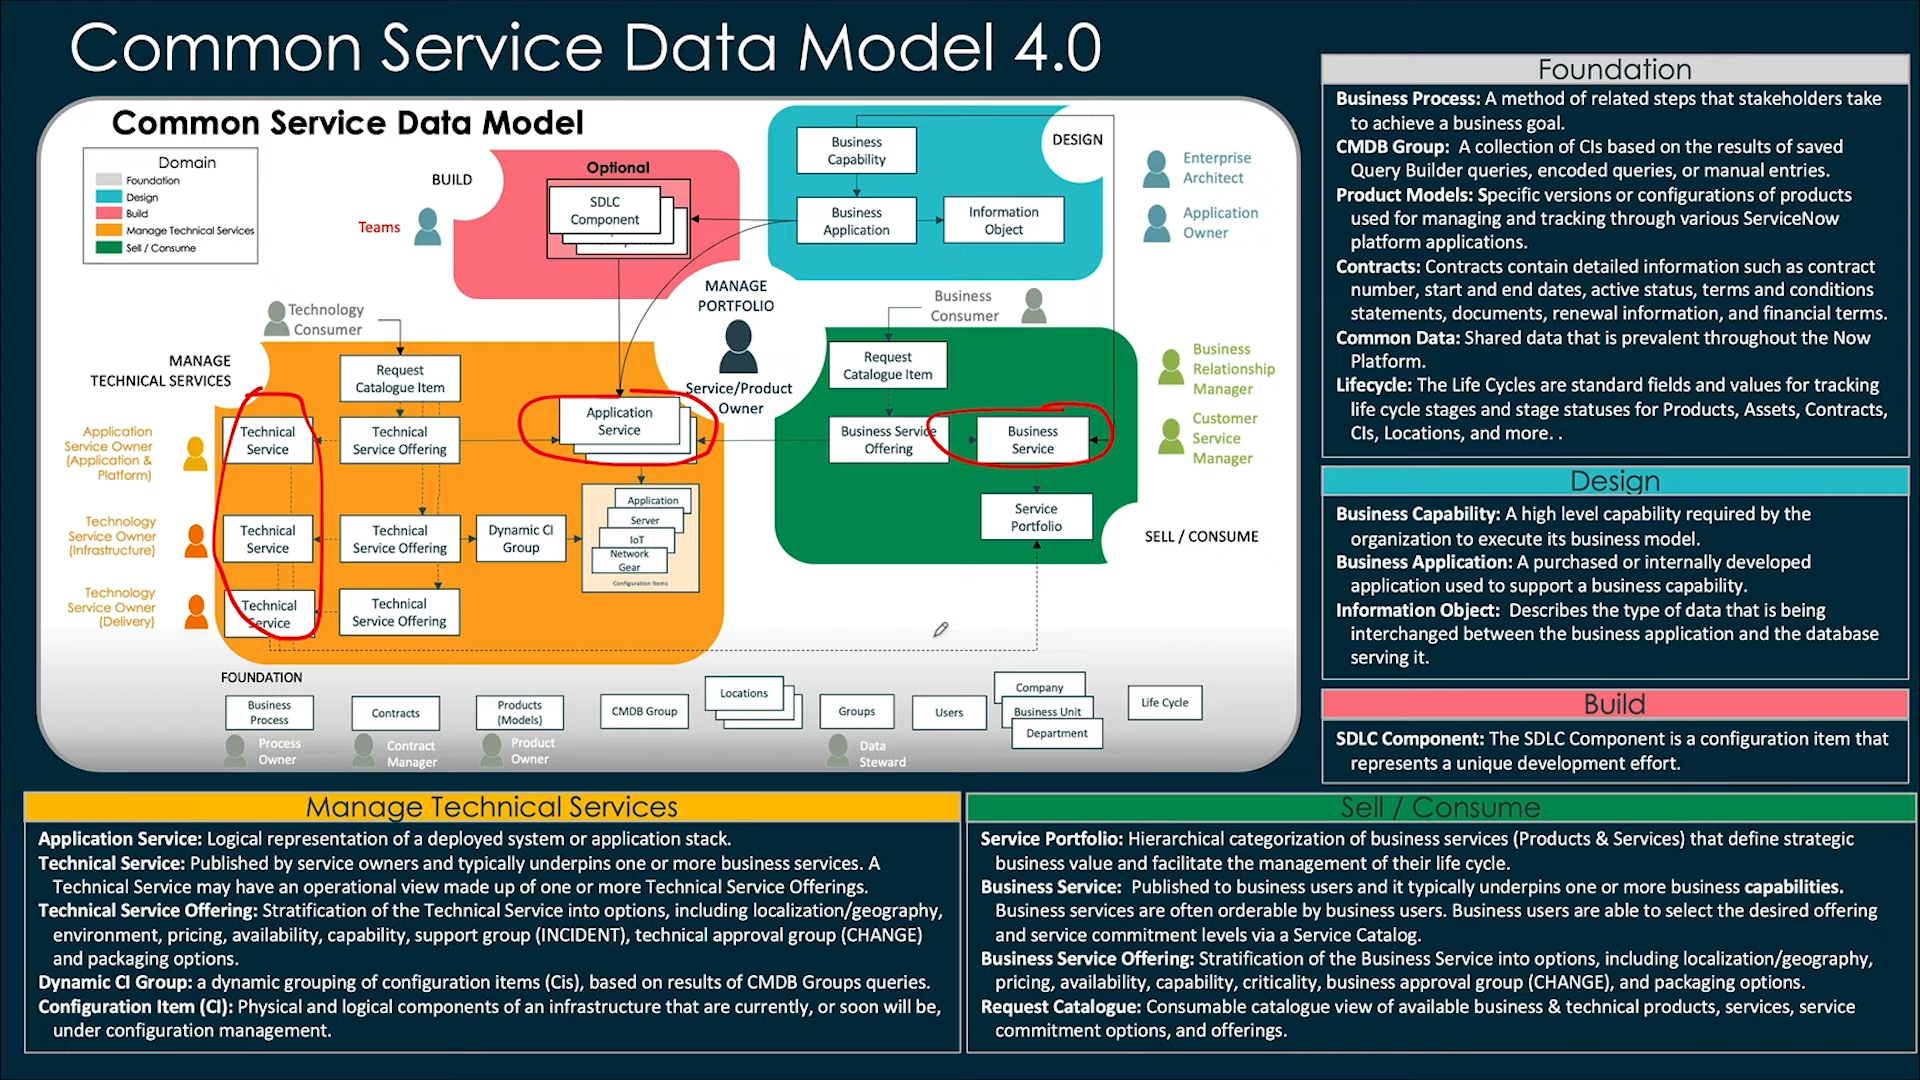 Common Service Data Model 4.0
Common Service Data Model
Domain
Foundation
Design
Build
Manage Technical Services
Sell / Consume
BUILD
Teams
Optional
SDLC
Component
DESIGN
Business
Capability
Business
Application
Information
Object
Enterprise
Architect
Application
Owner
MANAGE
PORTFOLIO
Service/Product
Owner
Technology
Consumer
MANAGE
TECHNICAL SERVICES
Request
Catalogue Item
Application
Service Owner
(Application &
Platform)
Technical
Service
Technical
Service Offering
Application
Service
Technology
Service Owner
(Infrastructure)
Technical
Service
Technical
Service Offering
Dynamic CI
Group
Application
Server
IoT
Network
Gear
Configuration Items
Technology
Service Owner
(Delivery)
Technical
Service
Technical
Service Offering
Business
Consumer
Request
Catalogue Item
Business Service
Offering
Business
Service
Service
Portfolio
SELL / CONSUME
Business
Relationship
Manager
Customer
Service
Manager
FOUNDATION
Business
Process
Contracts
Products
(Models)
CMDB Group
Locations
Groups
Users
Company
Business Unit
Department
Life Cycle
Process
Owner
Contract
Manager
Product
Owner
Data
Steward
Foundation
Business Process: A method of related steps that stakeholders take
to achieve a business goal.
CMDB Group: A collection of CIs based on the results of saved
Query Builder queries, encoded queries, or manual entries.
Product Models: Specific versions or configurations of products
used for managing and tracking through various ServiceNow
platform applications.
Contracts: Contracts contain detailed information such as contract
number, start and end dates, active status, terms and conditions
statements, documents, renewal information, and financial terms.
Common Data: Shared data that is prevalent throughout the Now
Platform.
Lifecycle: The Life Cycles are standard fields and values for tracking
life cycle stages and stage statuses for Products, Assets, Contracts,
CIs, Locations, and more. .
Design
Business Capability: A high level capability required by the
organization to execute its business model.
Business Application: A purchased or internally developed
application used to support a business capability.
Information Object: Describes the type of data that is being
interchanged between the business application and the database
serving it.
Build
SDLC Component: The SDLC Component is a configuration item that
represents a unique development effort.
Manage Technical Services
Application Service: Logical representation of a deployed system or application stack.
Technical Service: Published by service owners and typically underpins one or more business services. A
Technical Service may have an operational view made up of one or more Technical Service Offerings.
Technical Service Offering: Stratification of the Technical Service into options, including localization/geography,
environment, pricing, availability, capability, support group (INCIDENT), technical approval group (CHANGE)
and packaging options.
Dynamic CI Group: a dynamic grouping of configuration items (Cis), based on results of CMDB Groups queries.
Configuration Item (CI): Physical and logical components of an infrastructure that are currently, or soon will be,
under configuration management.
Sell / Consume
Service Portfolio: Hierarchical categorization of business services (Products & Services) that define strategic
business value and facilitate the management of their life cycle.
Business Service: Published to business users and it typically underpins one or more business capabilities.
Business services are often orderable by business users. Business users are able to select the desired offering
and service commitment levels via a Service Catalog.
Business Service Offering: Stratification of the Business Service into options, including localization/geography,
pricing, availability, capability, criticality, business approval group (CHANGE), and packaging options.
Request Catalogue: Consumable catalogue view of available business & technical products, services, service
commitment options, and offerings.